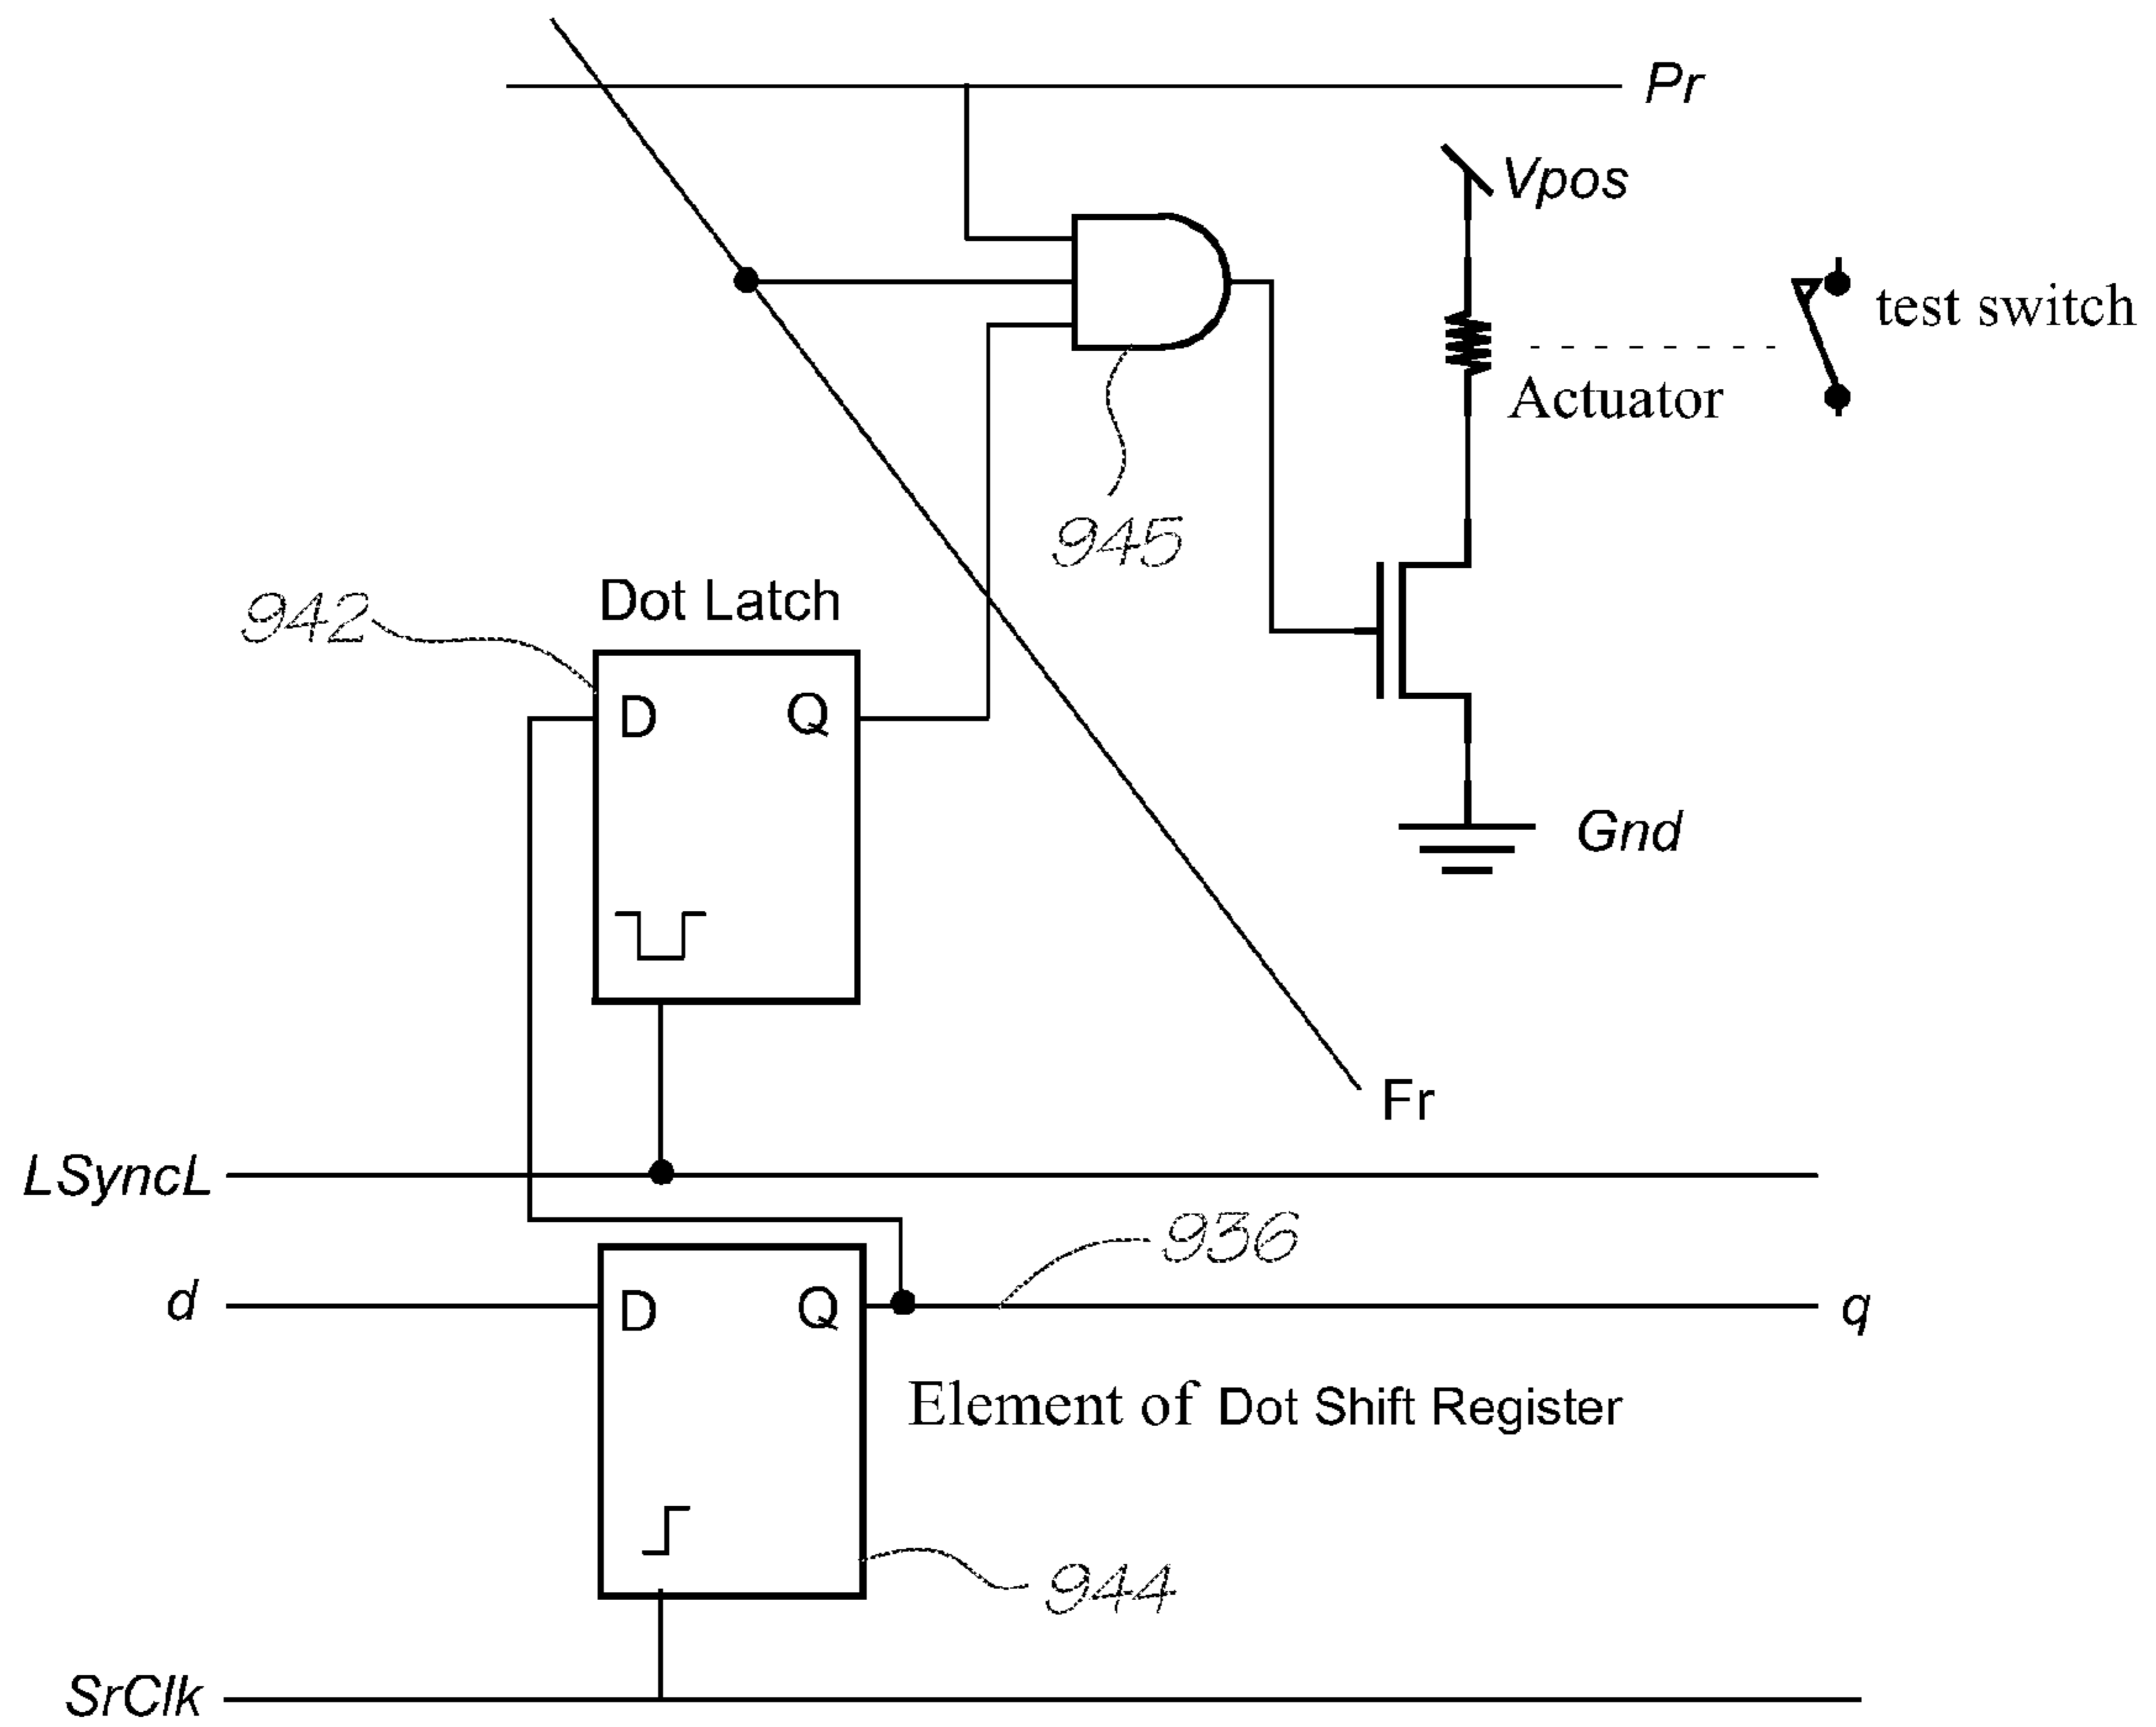 Pr
Vpos
test switch
Actuator
945
942
Dot Latch
D Q
Gnd
Fr
LSyncL
936
d
D Q
q
Element of Dot Shift Register
944
SrClk